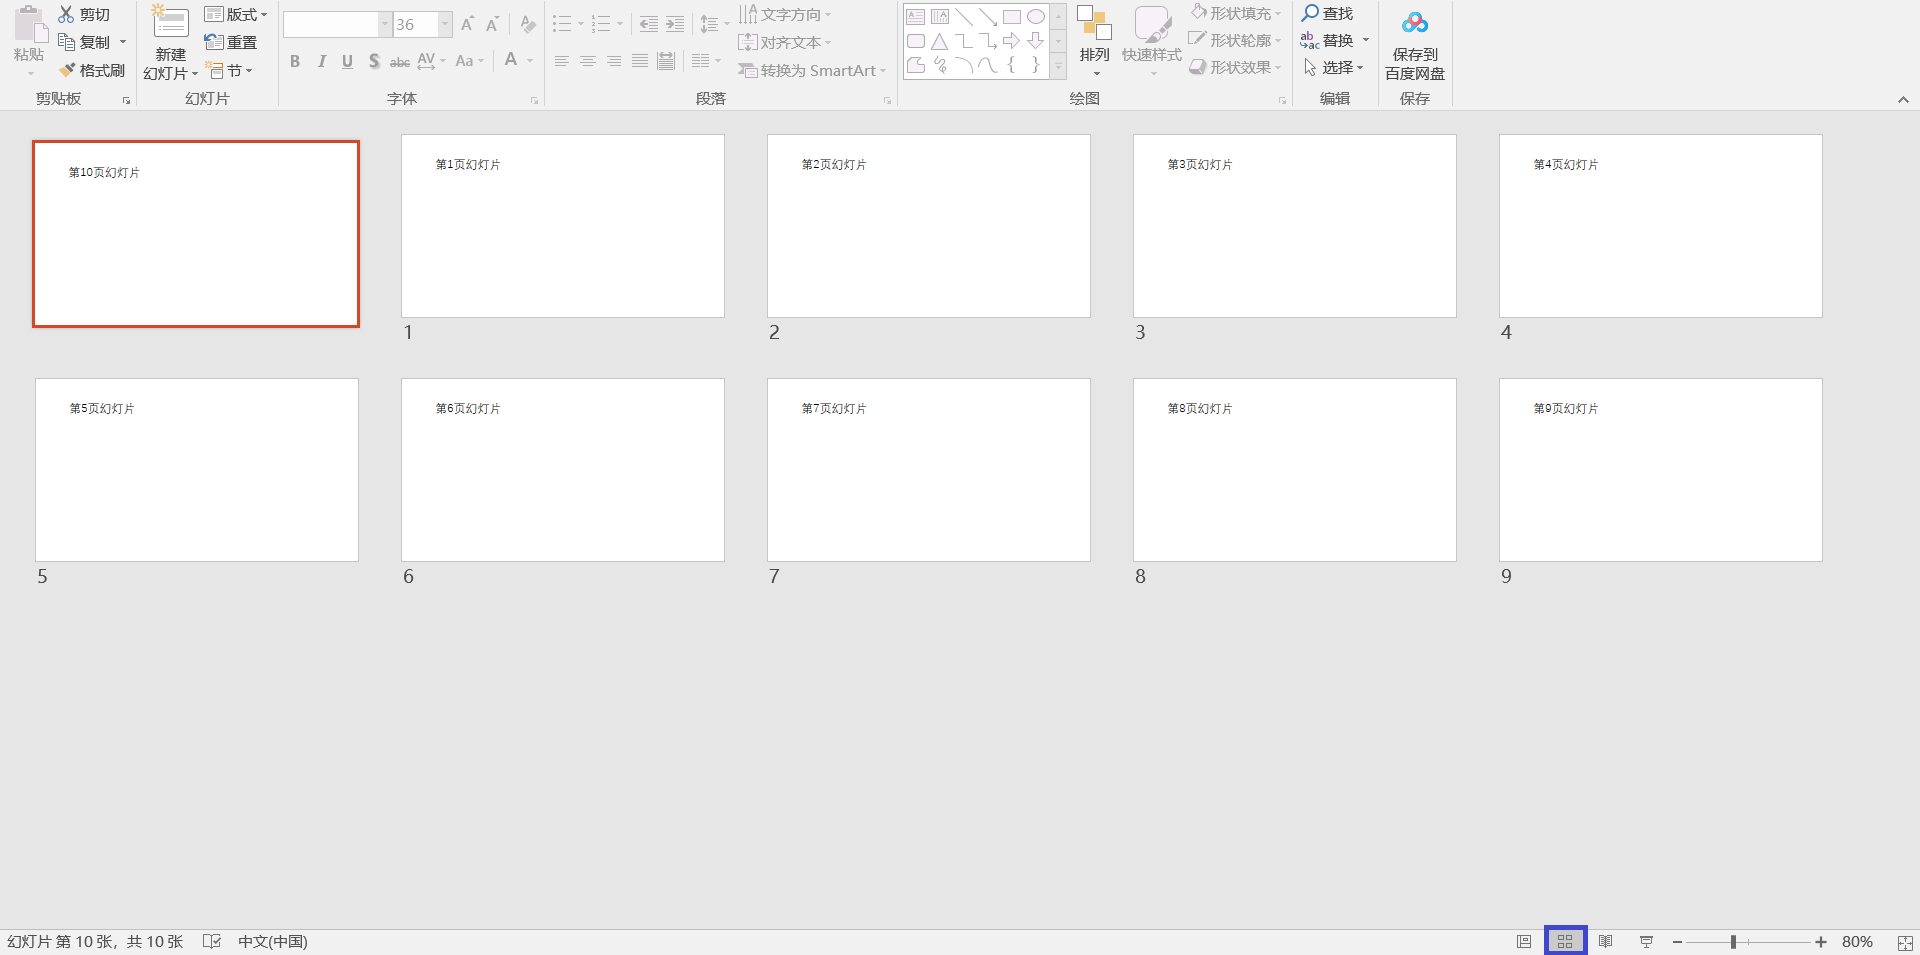 粘贴
剪切
复制
格式刷
剪贴板
新建
幻灯片
版式
重置
节
幻灯片
36
A A
B I U S abc AV Aa A
字体
文字方向
对齐文本
转换为 SmartArt
段落
排列
快速样式
形状填充
形状轮廓
形状效果
绘图
查找
替换
选择
编辑
保存到
百度网盘
保存
第10页幻灯片
第1页幻灯片
1
第2页幻灯片
2
第3页幻灯片
3
第4页幻灯片
4
第5页幻灯片
5
第6页幻灯片
6
第7页幻灯片
7
第8页幻灯片
8
第9页幻灯片
9
幻灯片 第 10 张，共 10 张
中文(中国)
80%